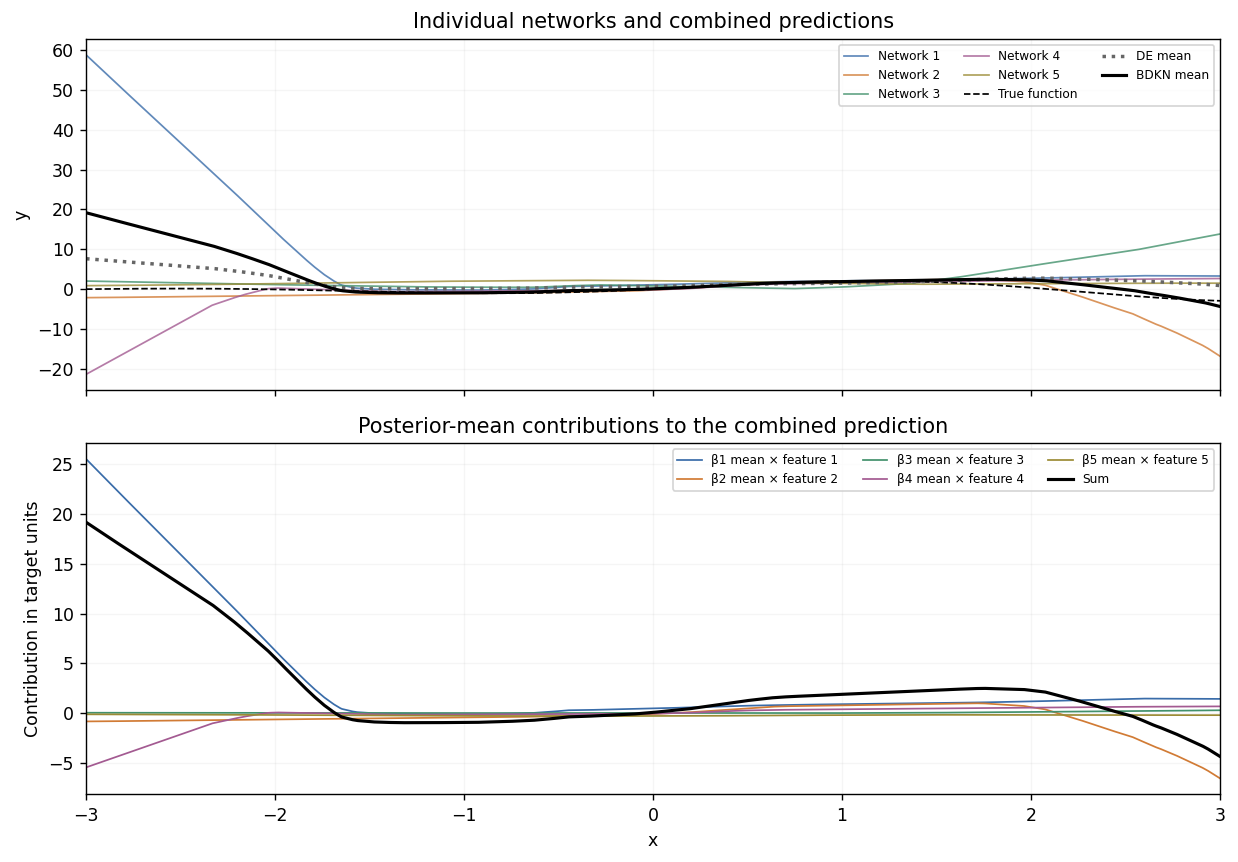 Individual networks and combined predictions
60
50
40
30
20
10
0
−10
−20
y
Network 1
Network 2
Network 3
Network 4
Network 5
True function
DE mean
BDKN mean
Posterior-mean contributions to the combined prediction
25
20
15
10
5
0
−5
Contribution in target units
β1 mean × feature 1
β2 mean × feature 2
β3 mean × feature 3
β4 mean × feature 4
β5 mean × feature 5
Sum
−3
−2
−1
0
1
2
3
x